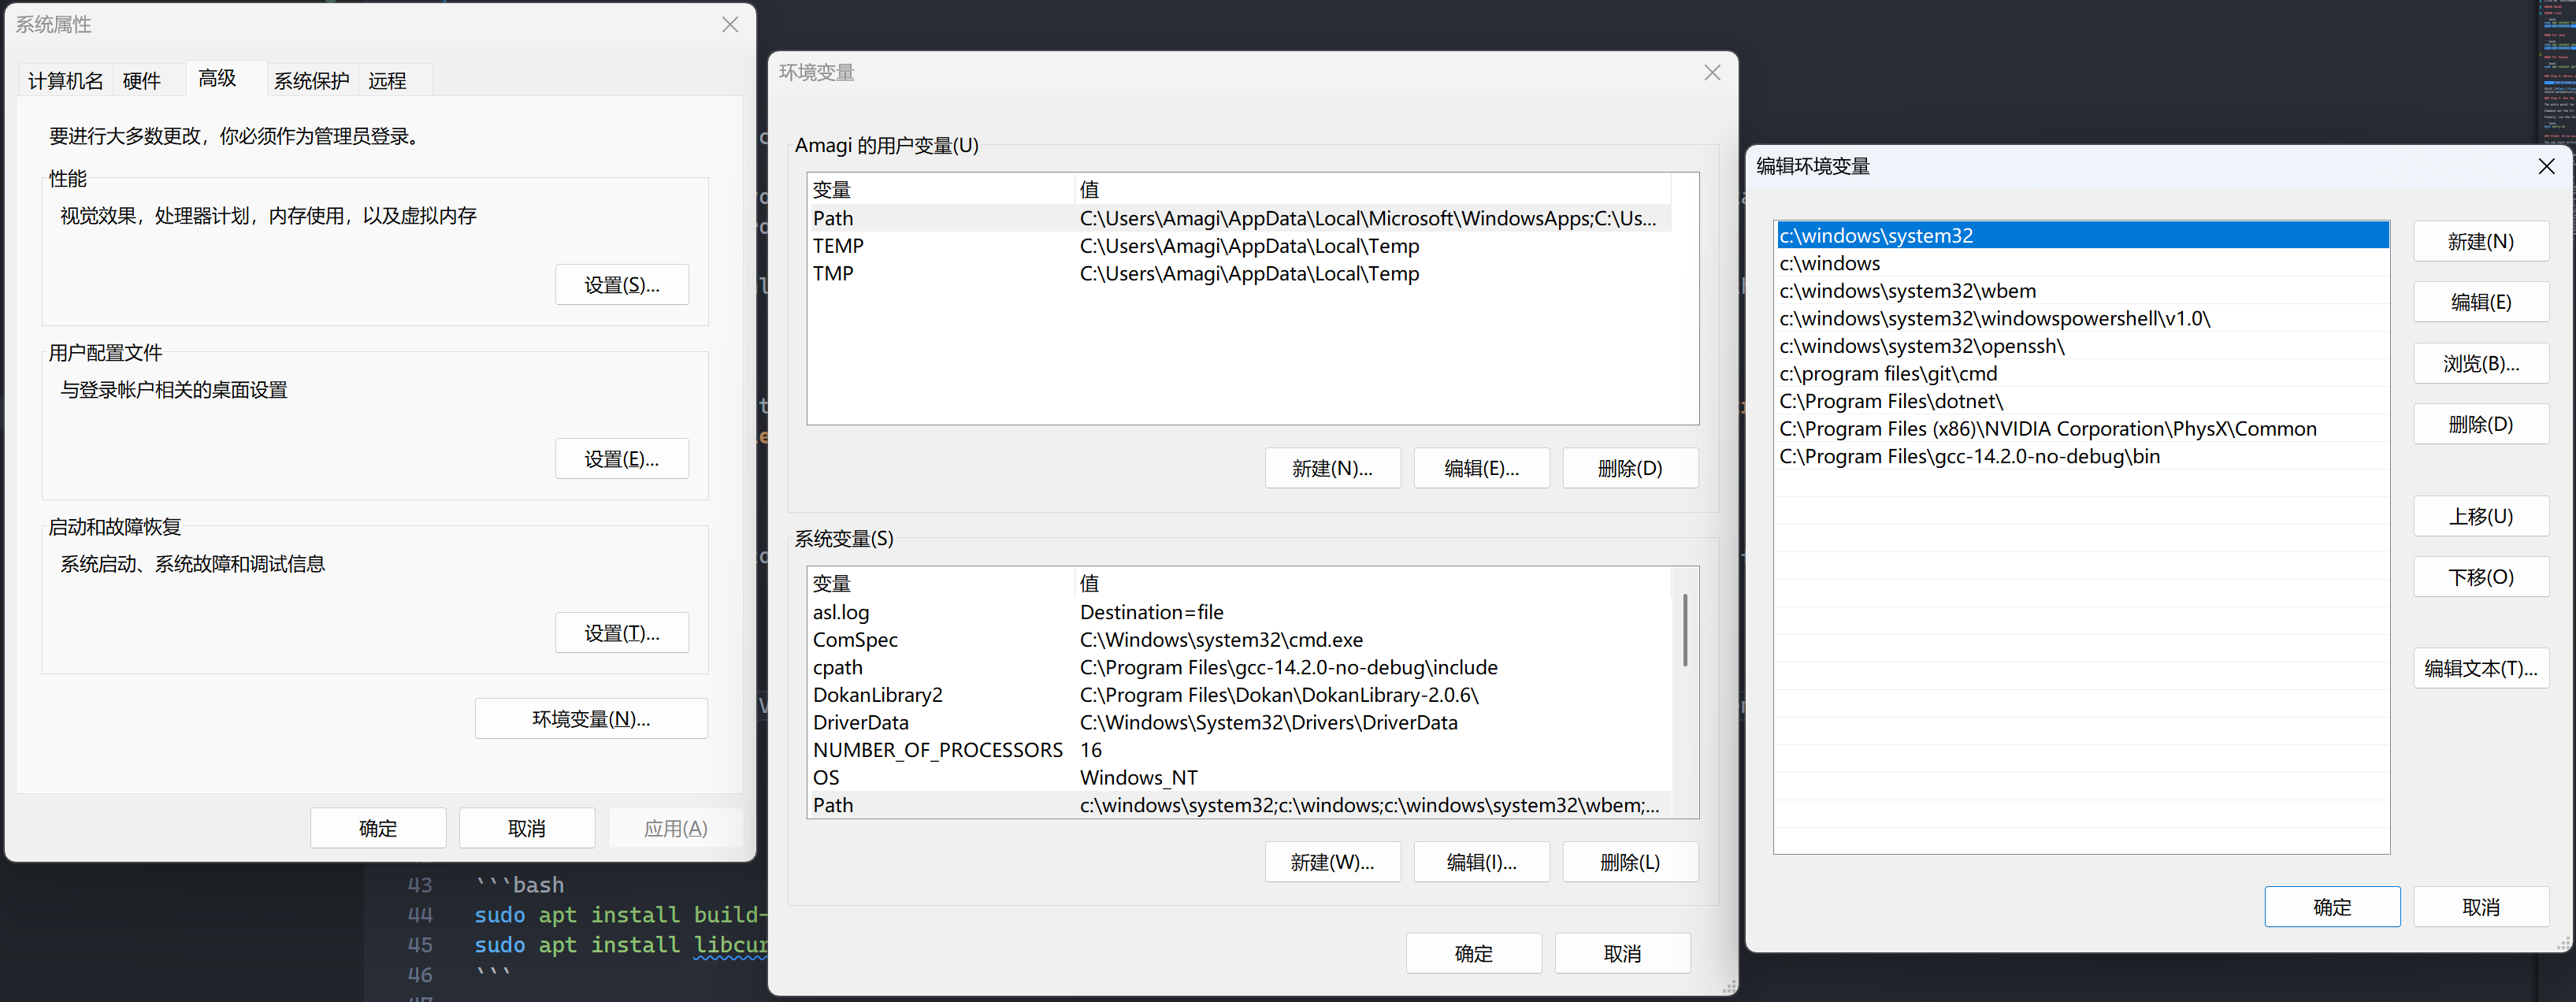 系统属性
计算机名 硬件 高级 系统保护 远程
要进行大多数更改，你必须作为管理员登录。
性能
视觉效果，处理器计划，内存使用，以及虚拟内存
设置(S)...
用户配置文件
与登录帐户相关的桌面设置
设置(E)...
启动和故障恢复
系统启动、系统故障和调试信息
设置(T)...
环境变量(N)...
确定 取消 应用(A)
43 ```bash
44 sudo apt install build-
45 sudo apt install libcur
46 ```
环境变量
Amagi 的用户变量(U)
变量 值
Path C:\Users\Amagi\AppData\Local\Microsoft\WindowsApps;C:\Us...
TEMP C:\Users\Amagi\AppData\Local\Temp
TMP C:\Users\Amagi\AppData\Local\Temp
新建(N)... 编辑(E)... 删除(D)
系统变量(S)
变量 值
asl.log Destination=file
ComSpec C:\Windows\system32\cmd.exe
cpath C:\Program Files\gcc-14.2.0-no-debug\include
DokanLibrary2 C:\Program Files\Dokan\DokanLibrary-2.0.6\
DriverData C:\Windows\System32\Drivers\DriverData
NUMBER_OF_PROCESSORS 16
OS Windows_NT
Path c:\windows\system32;c:\windows;c:\windows\system32\wbem;...
新建(W)... 编辑(I)... 删除(L)
确定 取消
编辑环境变量
c:\windows\system32
c:\windows
c:\windows\system32\wbem
c:\windows\system32\windowspowershell\v1.0\
c:\windows\system32\openssh\
c:\program files\git\cmd
C:\Program Files\dotnet\
C:\Program Files (x86)\NVIDIA Corporation\PhysX\Common
C:\Program Files\gcc-14.2.0-no-debug\bin
新建(N)
编辑(E)
浏览(B)...
删除(D)
上移(U)
下移(O)
编辑文本(T)...
确定 取消